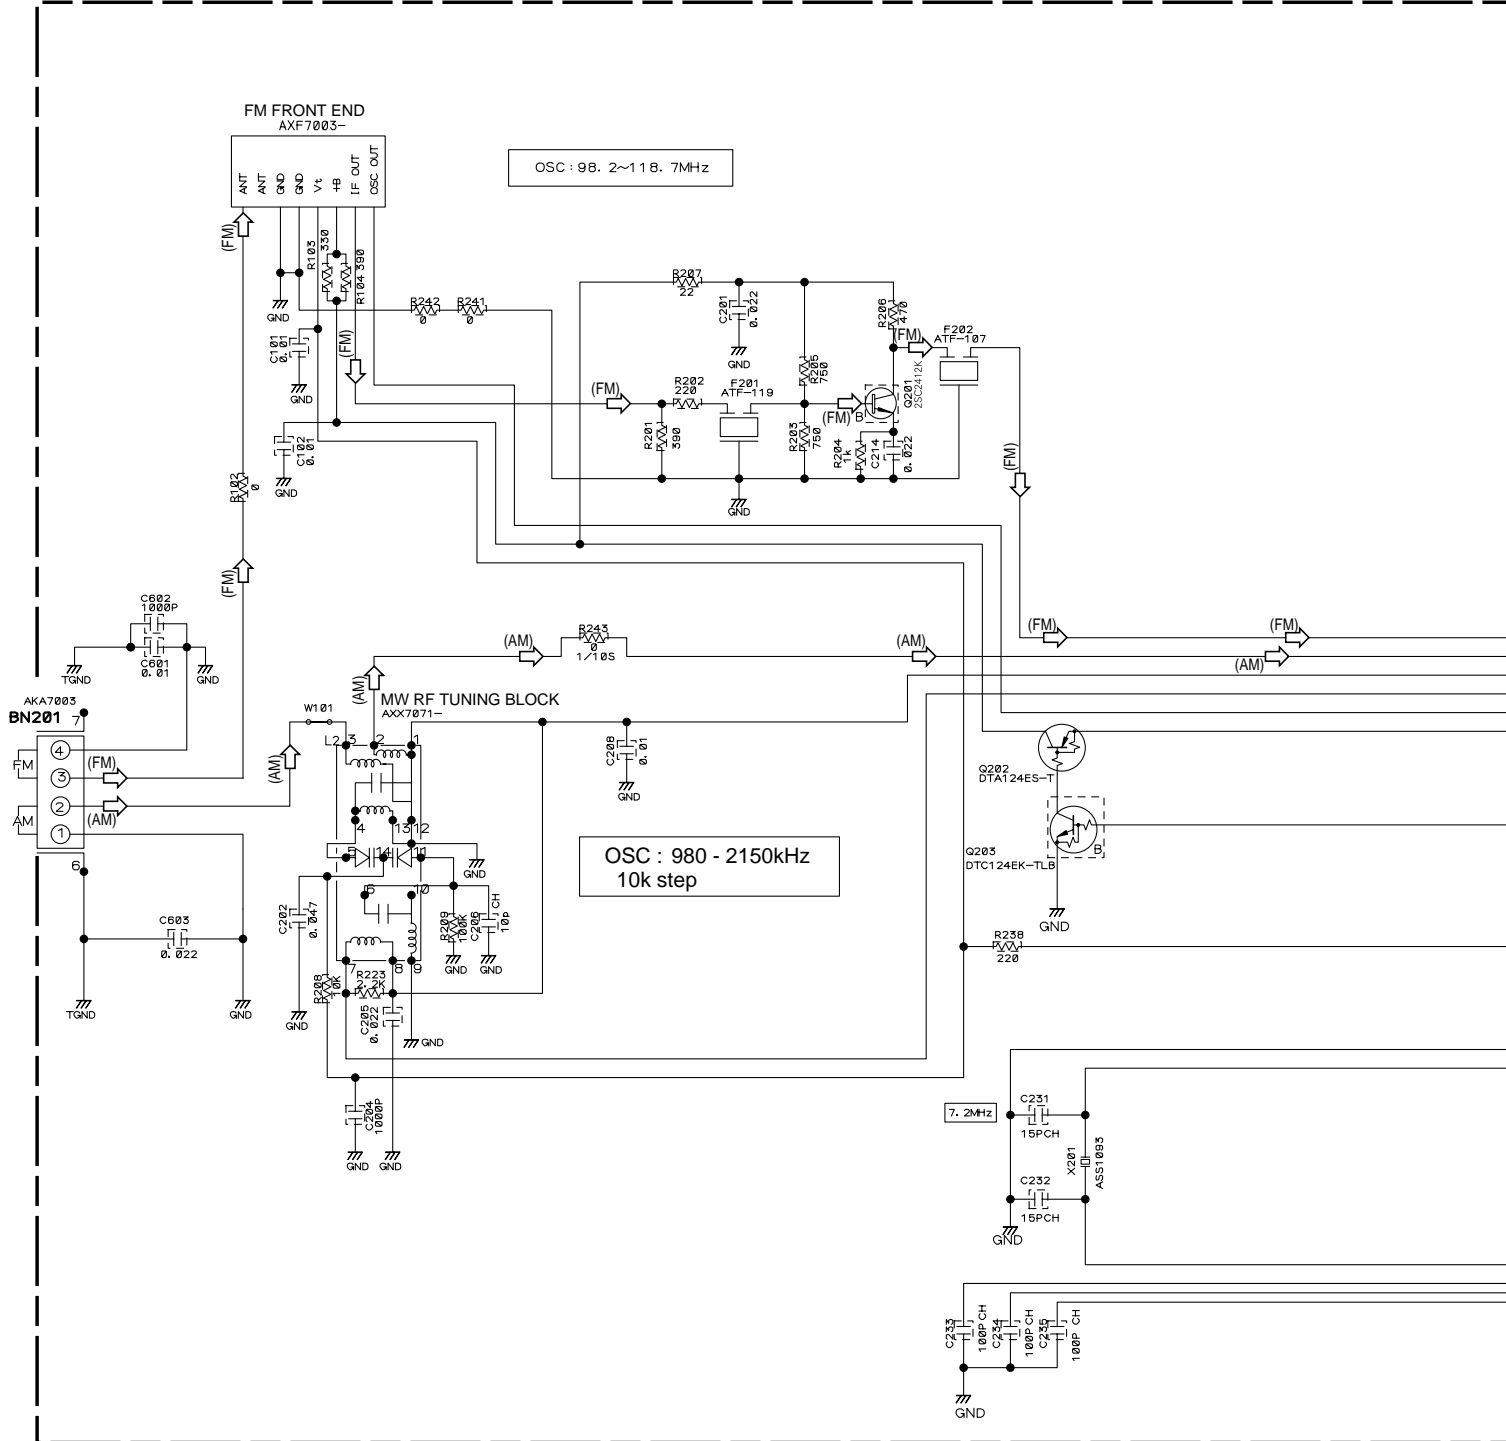 FM FRONT END
AXF7003-
ANT
ANT
GND
GND
Vt
+B
IF OUT
OSC OUT
OSC : 98. 2~118. 7MHz
(FM)
R103
330
R104 390
GND
R242
0
R241
0
C101
0.01
GND
(FM)
R207
22
C201
0.022
GND
R206
470
(FM)
F202
ATF-107
R205
750
Q201
2SC2412K
(FM)
R202
220
F201
ATF-119
(FM)
B
R201
390
R203
750
R204
1k
C214
0.022
GND
C102
0.01
GND
R102
0
(FM)
(FM)
C602
1000P
C601
0. 01
TGND
GND
(AM)
R243
0
1/10S
(AM)
(FM)
(FM)
(AM)
AKA7003
BN201
7
4
3
2
1
6
FM
AM
(FM)
(AM)
(AM)
W101
(AM)
MW RF TUNING BLOCK
AXX7071-
L2
3
2
1
4
13
12
5
14
11
6
10
7
8
9
GND
C208
0.01
GND
OSC : 980 - 2150kHz
10k step
Q202
DTA124ES-T
Q203
DTC124EK-TLB
B
GND
C603
0. 022
TGND
GND
C202
0.047
GND
R209
100K
GND
C206
10P
CH
GND
R208
10K
R223
2.2K
C205
0.022
GND
R238
220
C204
1000P
GND
GND
7. 2MHz
C231
15PCH
X201
ASS1093
C232
15PCH
GND
C233
100P CH
C234
100P CH
C235
100P CH
GND